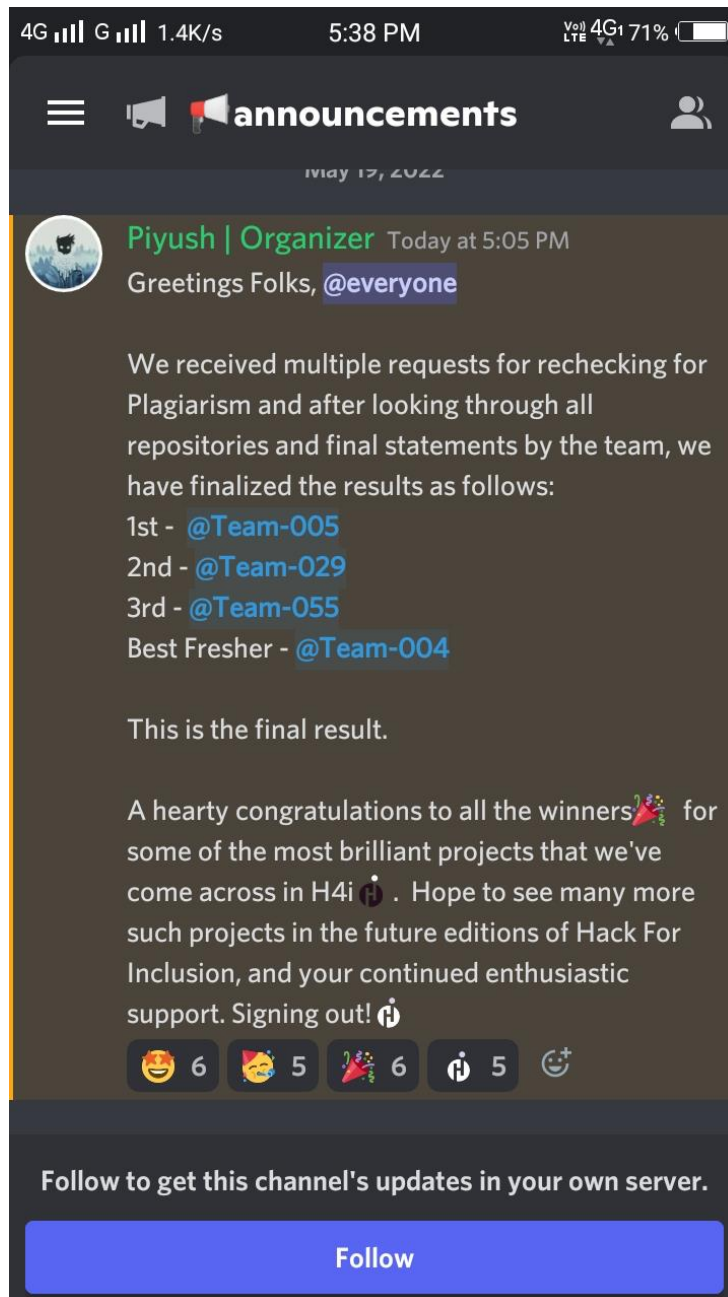 4G G 1.4K/s 5:38 PM Vo)) LTE 4G1 71%
announcements
May 19, 2022
Piyush | Organizer Today at 5:05 PM
Greetings Folks, @everyone
We received multiple requests for rechecking for
Plagiarism and after looking through all
repositories and final statements by the team, we
have finalized the results as follows:
1st - @Team-005
2nd - @Team-029
3rd - @Team-055
Best Fresher - @Team-004
This is the final result.
A hearty congratulations to all the winners🎉 for
some of the most brilliant projects that we've
come across in H4i . Hope to see many more
such projects in the future editions of Hack For
Inclusion, and your continued enthusiastic
support. Signing out!
6 5 6 5
Follow to get this channel's updates in your own server.
Follow